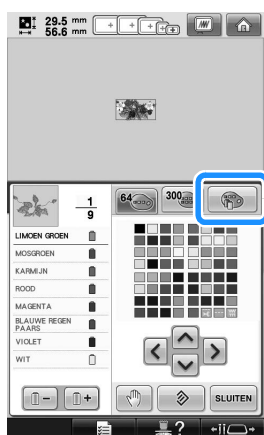 29.5 mm
56.6 mm
1
9
64
300
LIMOEN GROEN
MOSGROEN
KARMIJN
ROOD
MAGENTA
BLAUWE REGEN
PAARS
VIOLET
WIT
SLUITEN
?